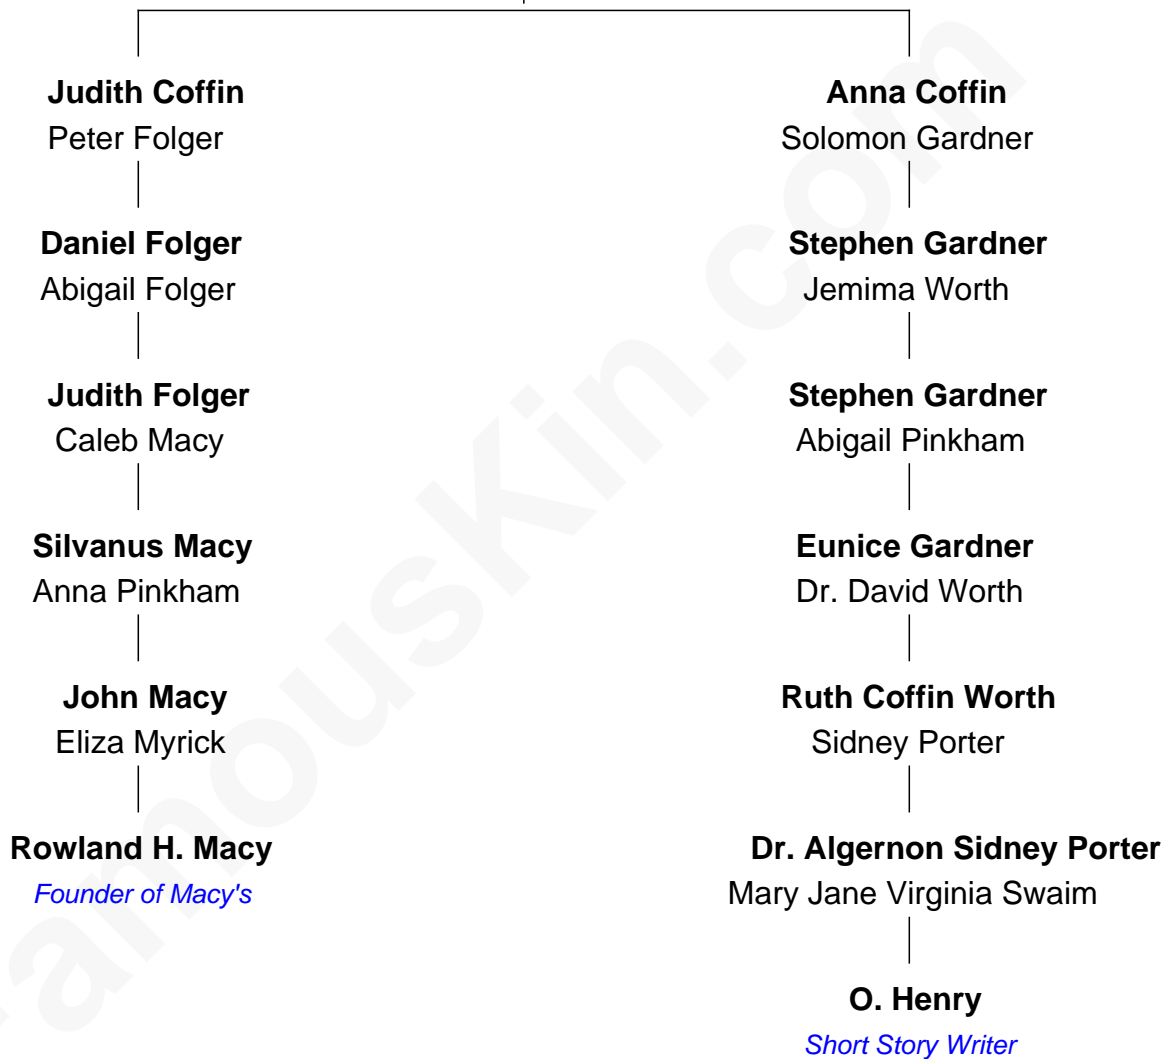 Judith Coffin
Peter Folger
Anna Coffin
Solomon Gardner
Daniel Folger
Abigail Folger
Stephen Gardner
Jemima Worth
Judith Folger
Caleb Macy
Stephen Gardner
Abigail Pinkham
Silvanus Macy
Anna Pinkham
Eunice Gardner
Dr. David Worth
John Macy
Eliza Myrick
Ruth Coffin Worth
Sidney Porter
Rowland H. Macy
Founder of Macy's
Dr. Algernon Sidney Porter
Mary Jane Virginia Swaim
O. Henry
Short Story Writer
amousKin.com